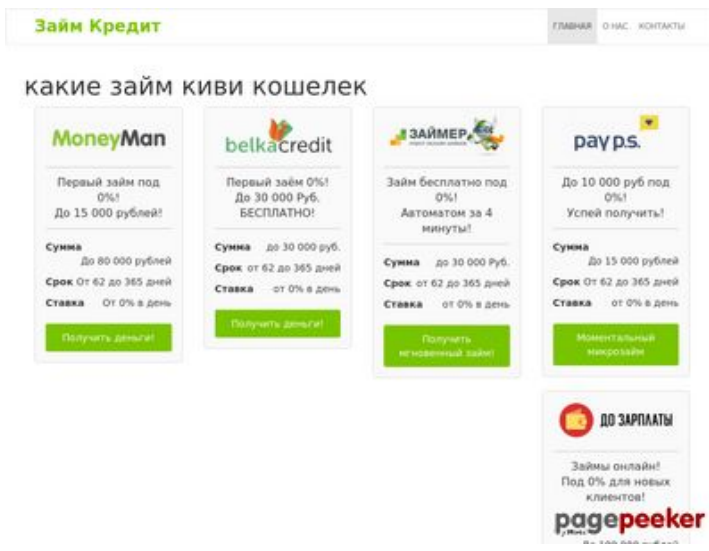 Займ Кредит
ГЛАВНАЯ О НАС КОНТАКТЫ
какие займ киви кошелек
MoneyMan
Первый займ под
0%!
До 15 000 рублей!
Сумма
До 80 000 рублей
Срок От 62 до 365 дней
Ставка От 0% в день
Получить деньги!
belkacredit
Первый заём 0%!
До 30 000 Руб.
БЕСПЛАТНО!
Сумма до 30 000 руб.
Срок от 62 до 365 дней
Ставка от 0% в день
Получить деньги!
ЗАЙМЕР
Займ бесплатно под
0%!
Автоматом за 4
минуты!
Сумма до 30 000 Руб.
Срок от 62 до 365 дней
Ставка от 0% в день
Получить
мгновенный займ!
pay p.s.
До 10 000 руб под
0%!
Успей получить!
Сумма
До 15 000 рублей
Срок От 62 до 365 дней
Ставка от 0% в день
Моментальный
микрозайм
ДО ЗАРПЛАТЫ
Займы онлайн!
Под 0% для новых
клиентов!
pagepeeker
До 100 000 рублей